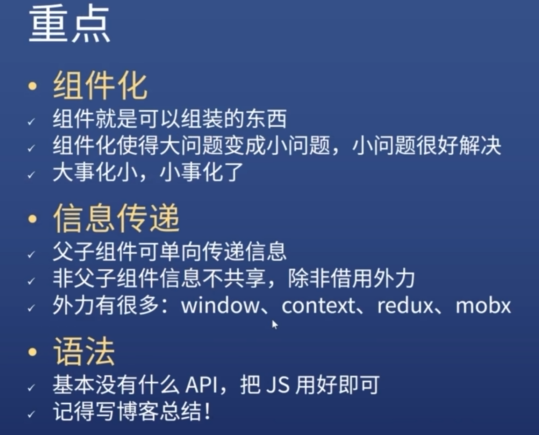 重点
• 组件化
✓ 组件就是可以组装的东西
✓ 组件化使得大问题变成小问题，小问题很好解决
✓ 大事化小，小事化了
• 信息传递
✓ 父子组件可单向传递信息
✓ 非父子组件信息不共享，除非借用外力
✓ 外力有很多：window、context、redux、mobx
• 语法
✓ 基本没有什么 API，把 JS 用好即可
✓ 记得写博客总结！